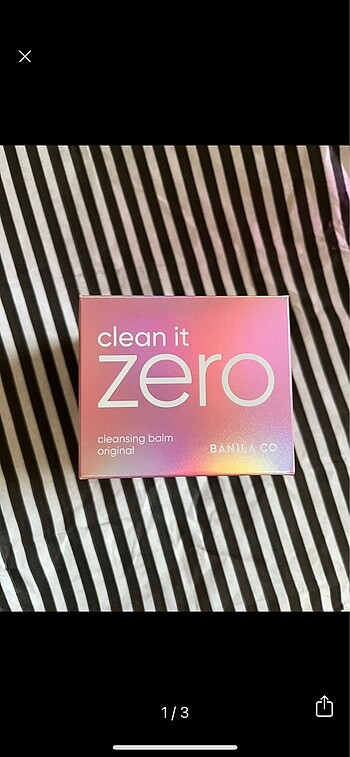 clean it
zero
cleansing balm
original
BANILA CO
1/3